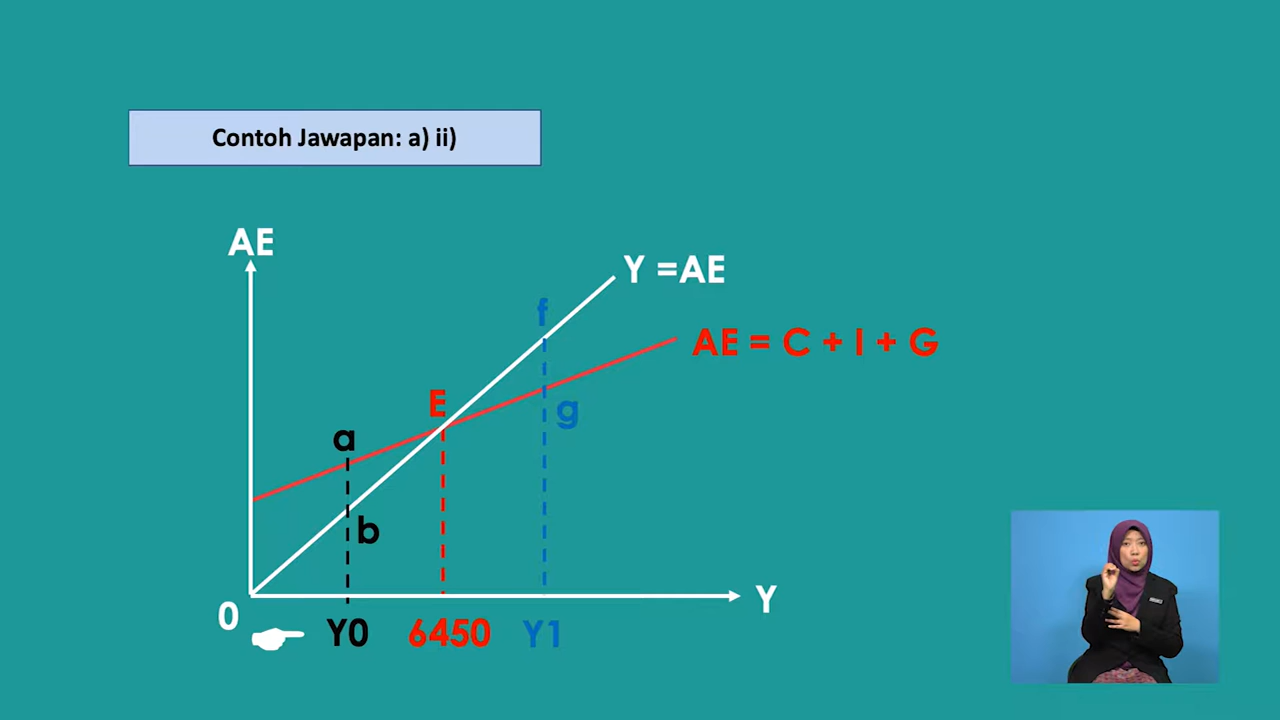 Contoh Jawapan: a) ii)
AE
Y =AE
f
AE = C + I + G
E
g
a
b
0
Y
Y0
6450
Y1